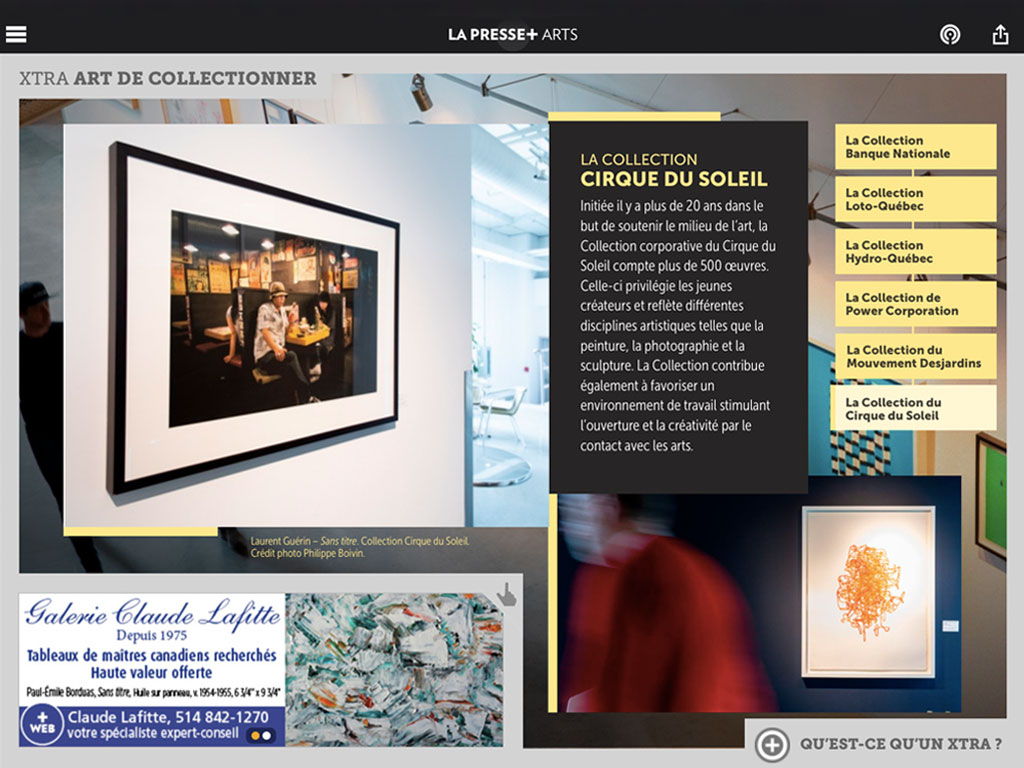 LA PRESSE+ ARTS
XTRA ART DE COLLECTIONNER
LA COLLECTION
CIRQUE DU SOLEIL
Initiée il y a plus de 20 ans dans le
but de soutenir le milieu de l'art, la
Collection corporative du Cirque du
Soleil compte plus de 500 œuvres.
Celle-ci privilégie les jeunes
créateurs et reflète différentes
disciplines artistiques telles que la
peinture, la photographie et la
sculpture. La Collection contribue
également à favoriser un
environnement de travail stimulant
l'ouverture et la créativité par le
contact avec les arts.
La Collection
Banque Nationale
La Collection
Loto-Québec
La Collection
Hydro-Québec
La Collection de
Power Corporation
La Collection du
Mouvement Desjardins
La Collection du
Cirque du Soleil
Laurent Guérin – Sans titre. Collection Cirque du Soleil.
Crédit photo Philippe Boivin.
Galerie Claude Lafitte
Depuis 1975
Tableaux de maîtres canadiens recherchés
Haute valeur offerte
Paul-Émile Borduas, Sans titre, Huile sur panneau, v. 1954-1955, 6 3/4" x 9 3/4"
+
WEB
Claude Lafitte, 514 842-1270
votre spécialiste expert-conseil
QU'EST-CE QU'UN XTRA ?